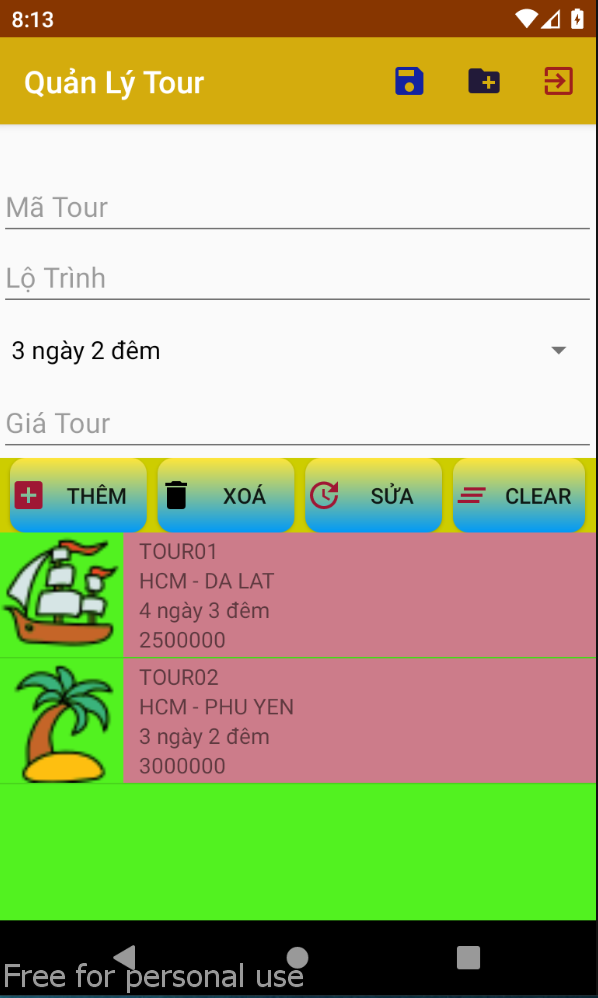 8:13
Quản Lý Tour
Mã Tour
Lộ Trình
3 ngày 2 đêm
Giá Tour
THÊM XOÁ SỬA CLEAR
TOUR01
HCM - DA LAT
4 ngày 3 đêm
2500000
TOUR02
HCM - PHU YEN
3 ngày 2 đêm
3000000
Free for personal use